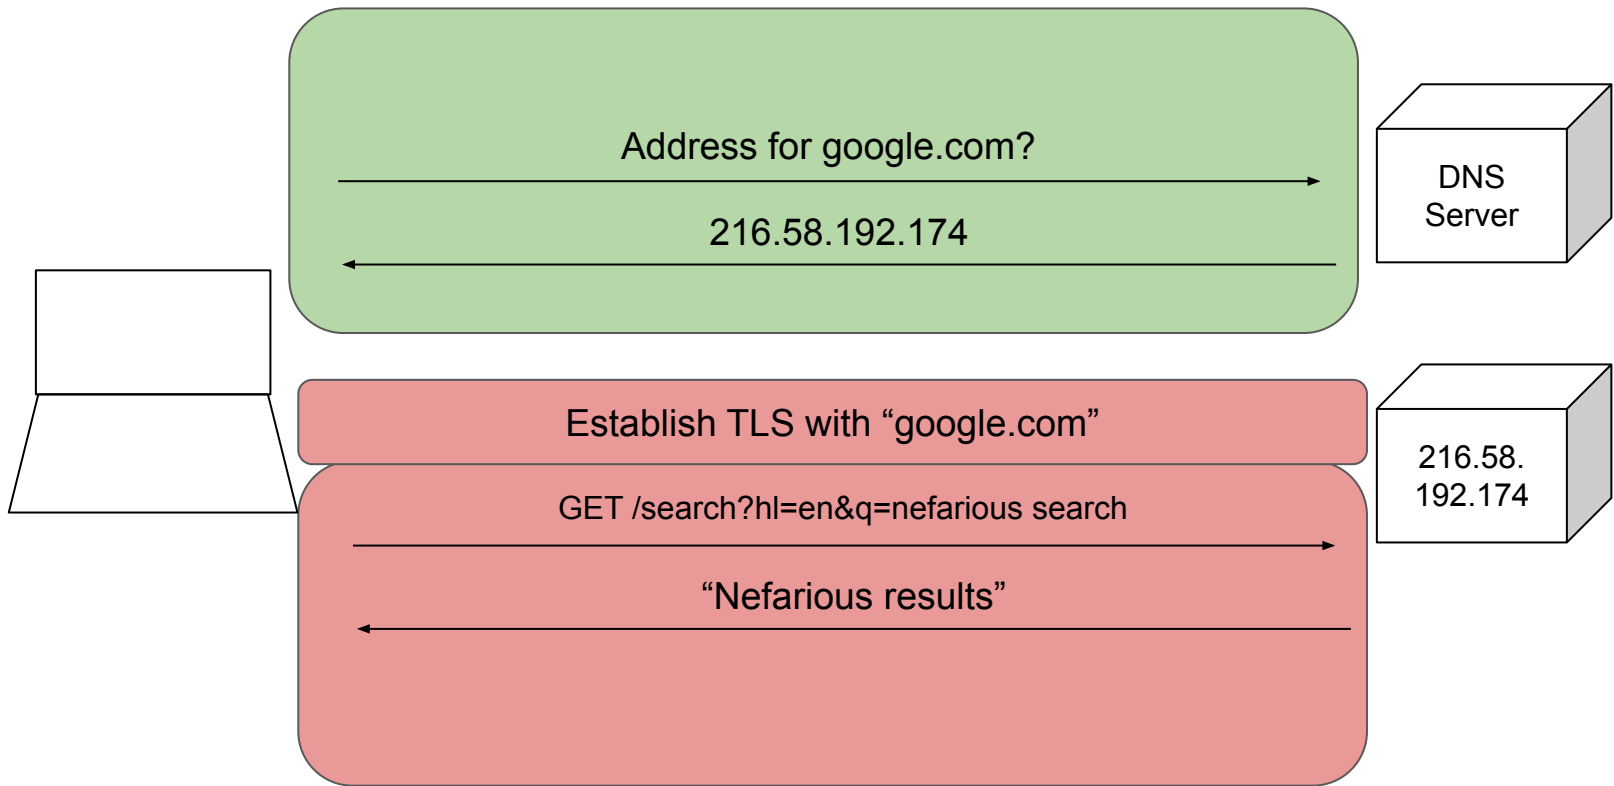 Address for google.com?
216.58.192.174
DNS
Server
Establish TLS with “google.com”
216.58.
192.174
GET /search?hl=en&q=nefarious search
“Nefarious results”